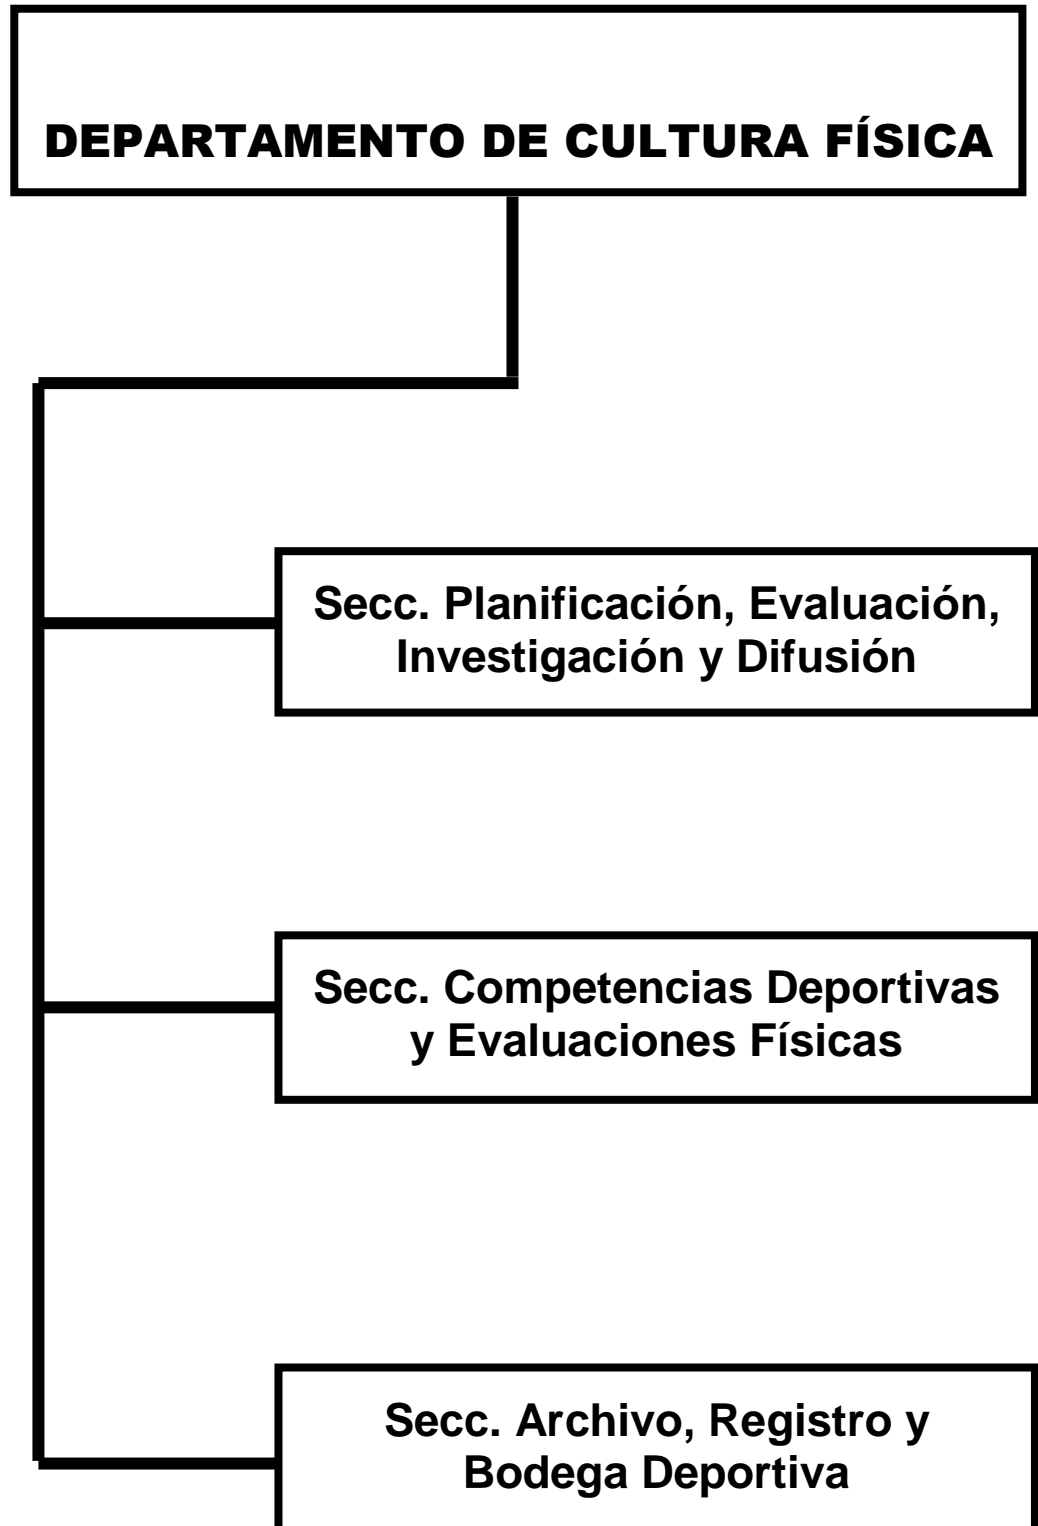 DEPARTAMENTO DE CULTURA FÍSICA
Secc. Planificación, Evaluación,
Investigación y Difusión
Secc. Competencias Deportivas
y Evaluaciones Físicas
Secc. Archivo, Registro y
Bodega Deportiva